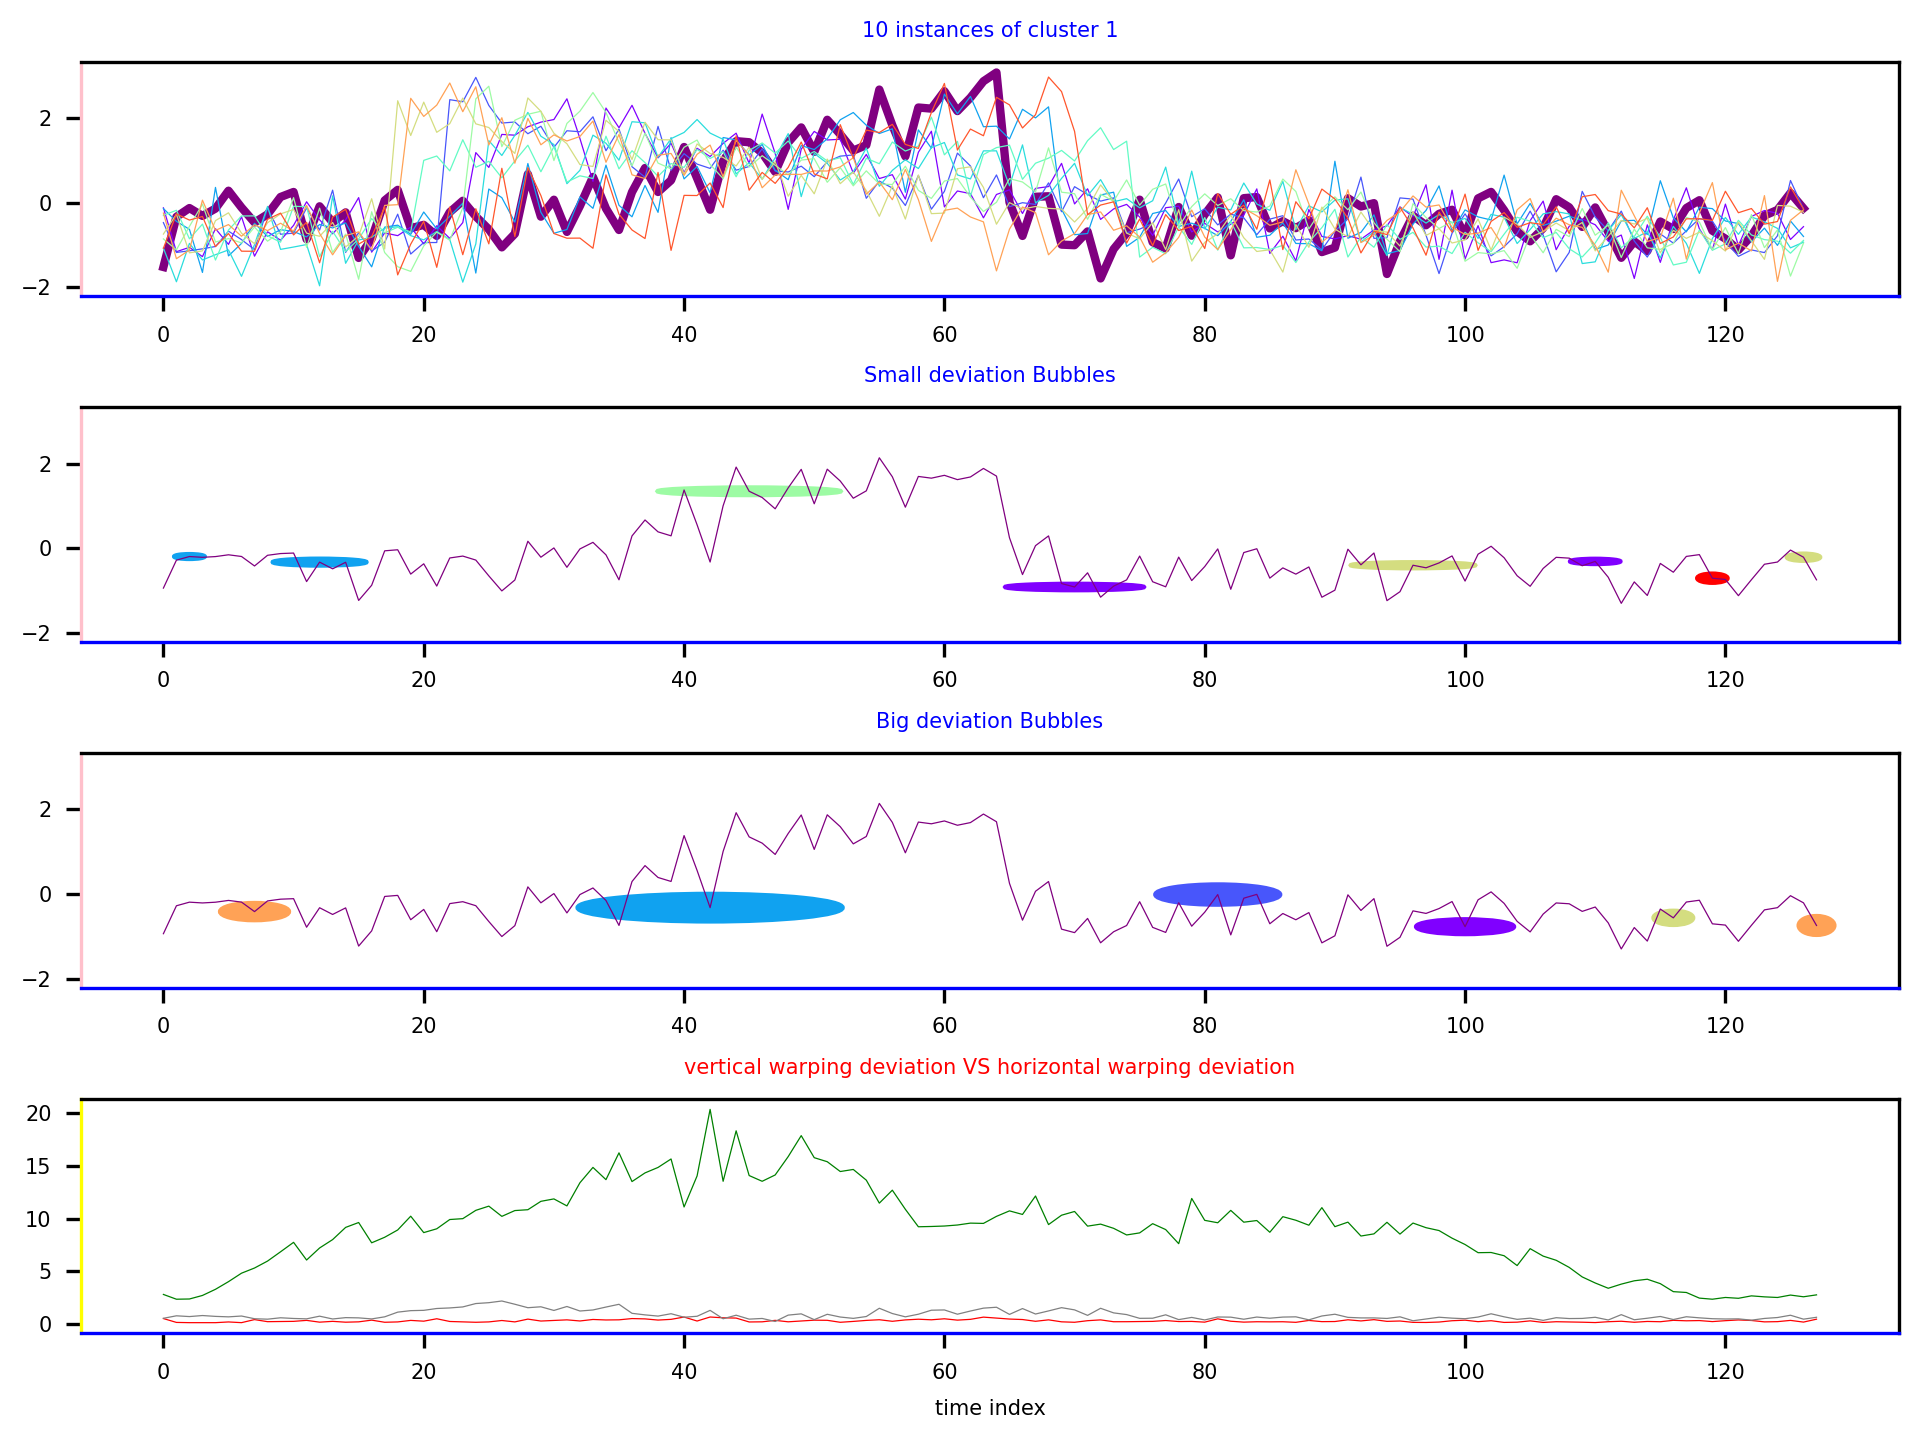 10 instances of cluster 1
2
0
−2
0 20 40 60 80 100 120
Small deviation Bubbles
2
0
−2
0 20 40 60 80 100 120
Big deviation Bubbles
2
0
−2
0 20 40 60 80 100 120
vertical warping deviation VS horizontal warping deviation
20
15
10
5
0
0 20 40 60 80 100 120
time index